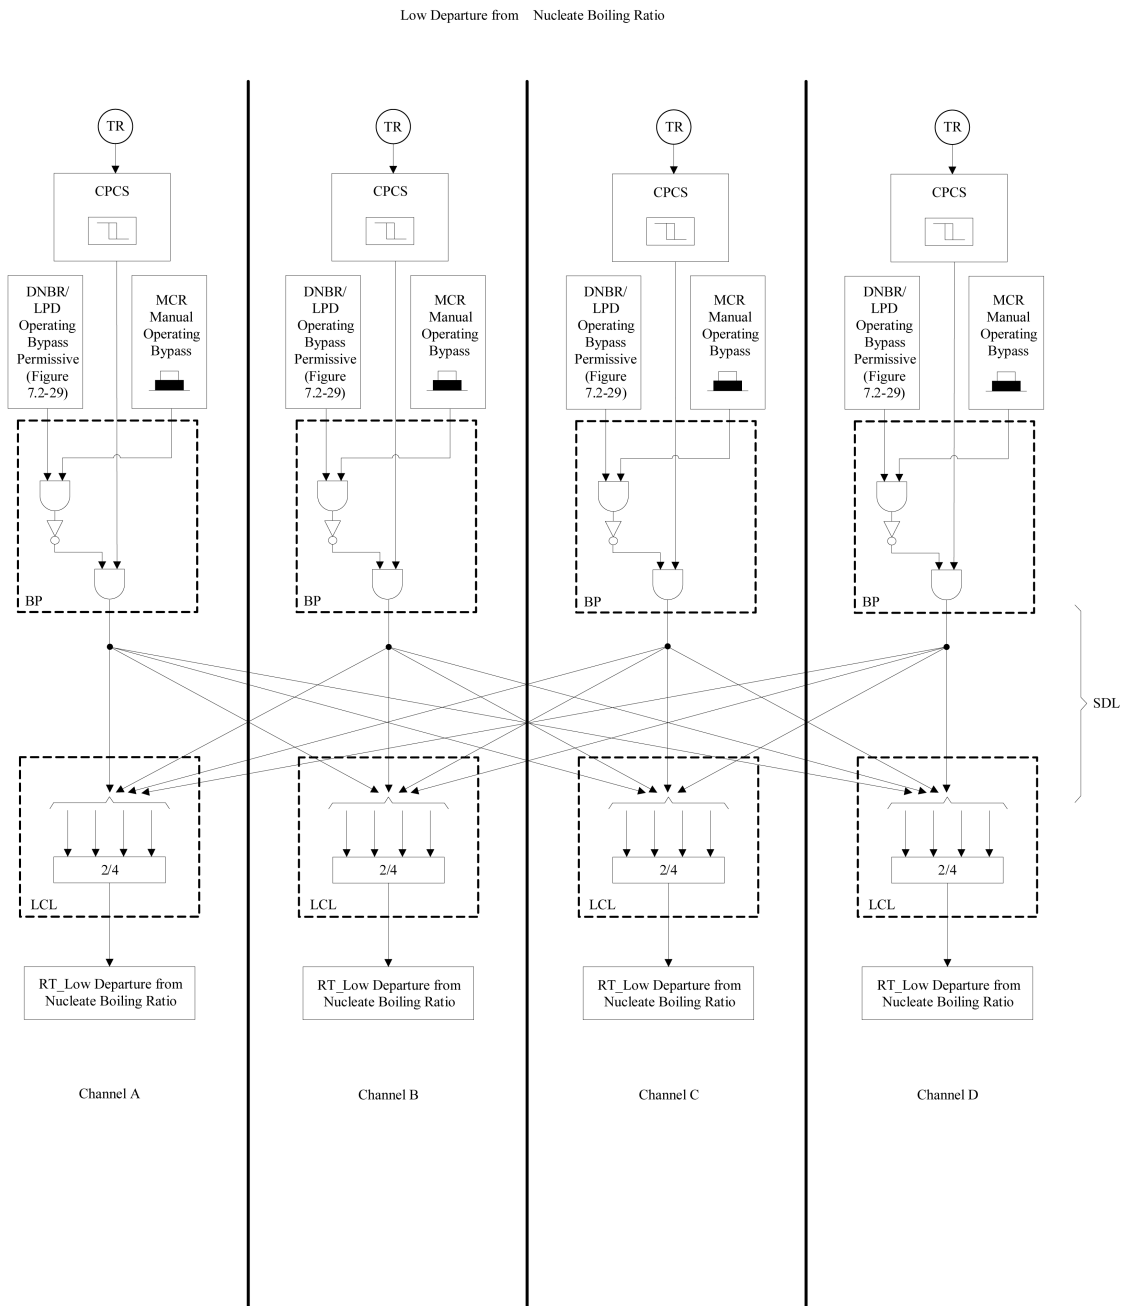 Low Departure from Nucleate Boiling Ratio
TR
TR
TR
TR
CPCS
CPCS
CPCS
CPCS
DNBR/
LPD
Operating
Bypass
Permissive
(Figure
7.2-29)
MCR
Manual
Operating
Bypass
DNBR/
LPD
Operating
Bypass
Permissive
(Figure
7.2-29)
MCR
Manual
Operating
Bypass
DNBR/
LPD
Operating
Bypass
Permissive
(Figure
7.2-29)
MCR
Manual
Operating
Bypass
DNBR/
LPD
Operating
Bypass
Permissive
(Figure
7.2-29)
MCR
Manual
Operating
Bypass
BP
BP
BP
BP
SDL
2/4
2/4
2/4
2/4
LCL
LCL
LCL
LCL
RT_Low Departure from
Nucleate Boiling Ratio
RT_Low Departure from
Nucleate Boiling Ratio
RT_Low Departure from
Nucleate Boiling Ratio
RT_Low Departure from
Nucleate Boiling Ratio
Channel A
Channel B
Channel C
Channel D